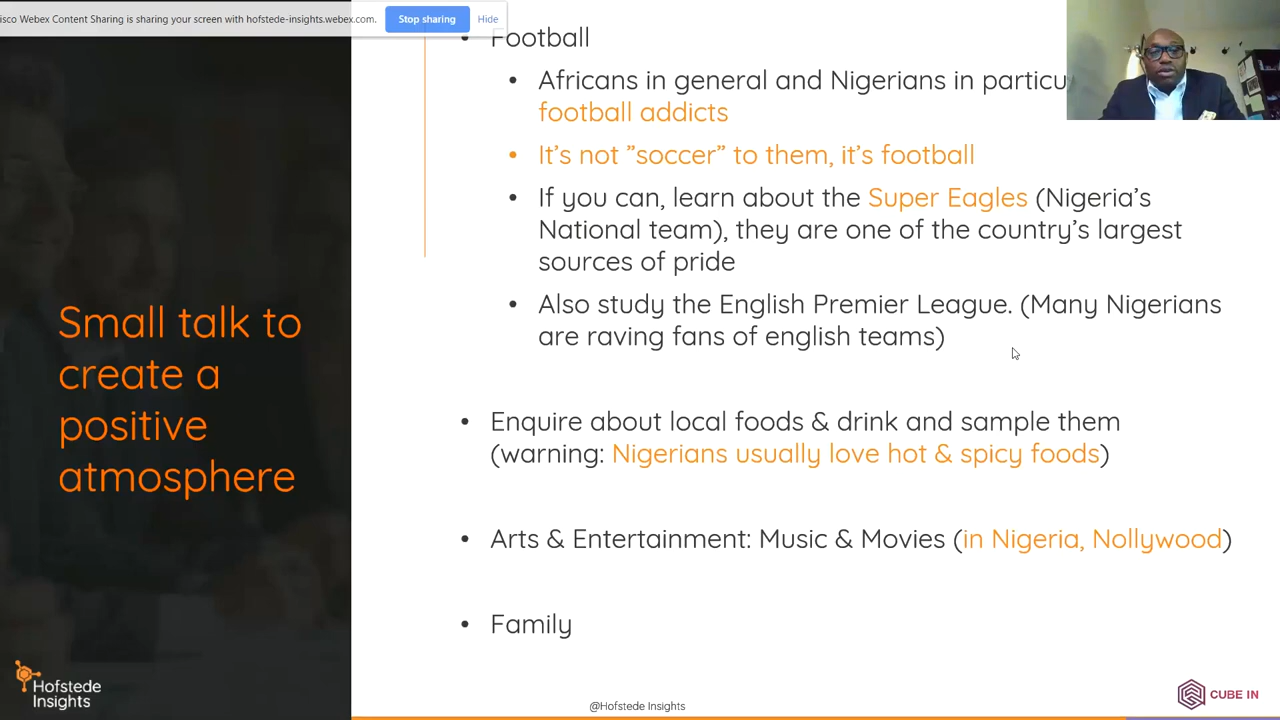 isco Webex Content Sharing is sharing your screen with hofstede-insights.webex.com.
Stop sharing
Hide
• Football
• Africans in general and Nigerians in particu
football addicts
• It's not ”soccer” to them, it's football
• If you can, learn about the Super Eagles (Nigeria's
National team), they are one of the country's largest
sources of pride
• Also study the English Premier League. (Many Nigerians
are raving fans of english teams)
Small talk to
create a
positive
atmosphere
• Enquire about local foods & drink and sample them
(warning: Nigerians usually love hot & spicy foods)
• Arts & Entertainment: Music & Movies (in Nigeria, Nollywood)
• Family
Hofstede
Insights
@Hofstede Insights
CUBE IN